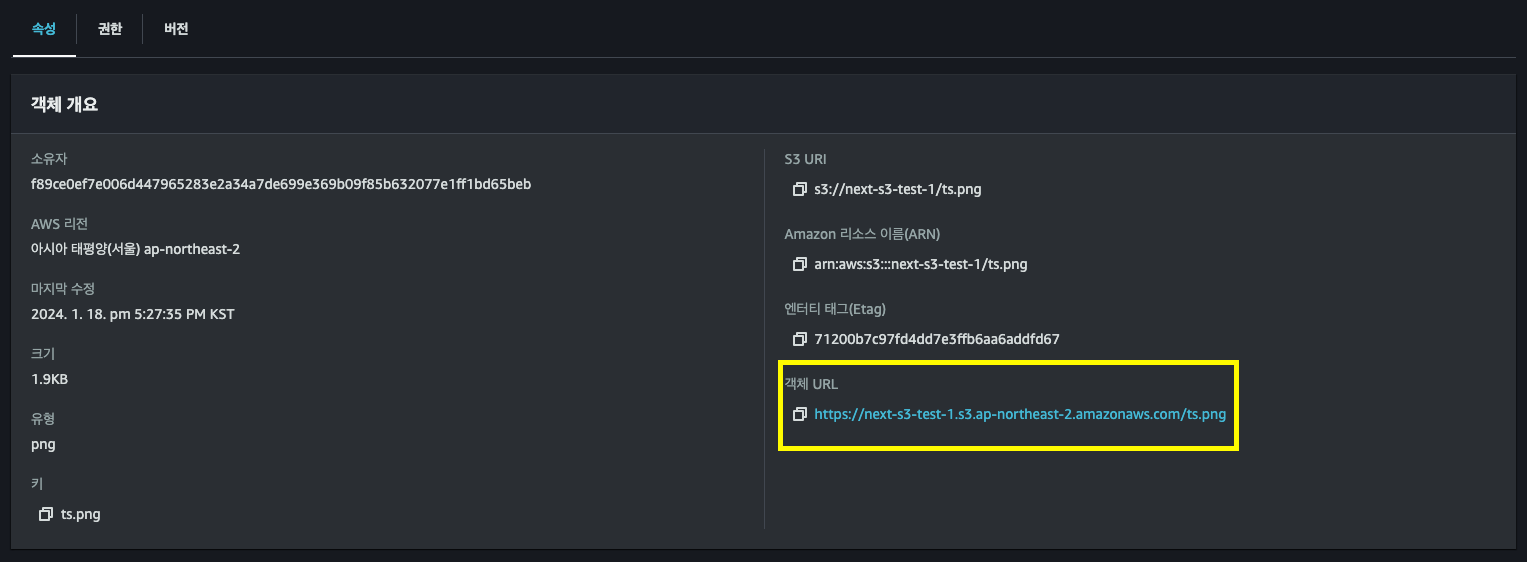 속성
권한
버전
객체 개요
소유자
f89ce0ef7e006d447965283e2a34a7de699e369b09f85b632077e1ff1bd65beb
AWS 리전
아시아 태평양(서울) ap-northeast-2
마지막 수정
2024. 1. 18. pm 5:27:35 PM KST
크기
1.9KB
유형
png
키
ts.png
S3 URI
s3://next-s3-test-1/ts.png
Amazon 리소스 이름(ARN)
arn:aws:s3:::next-s3-test-1/ts.png
엔터티 태그(Etag)
71200b7c97fd4dd7e3ffb6aa6addfd67
객체 URL
https://next-s3-test-1.s3.ap-northeast-2.amazonaws.com/ts.png